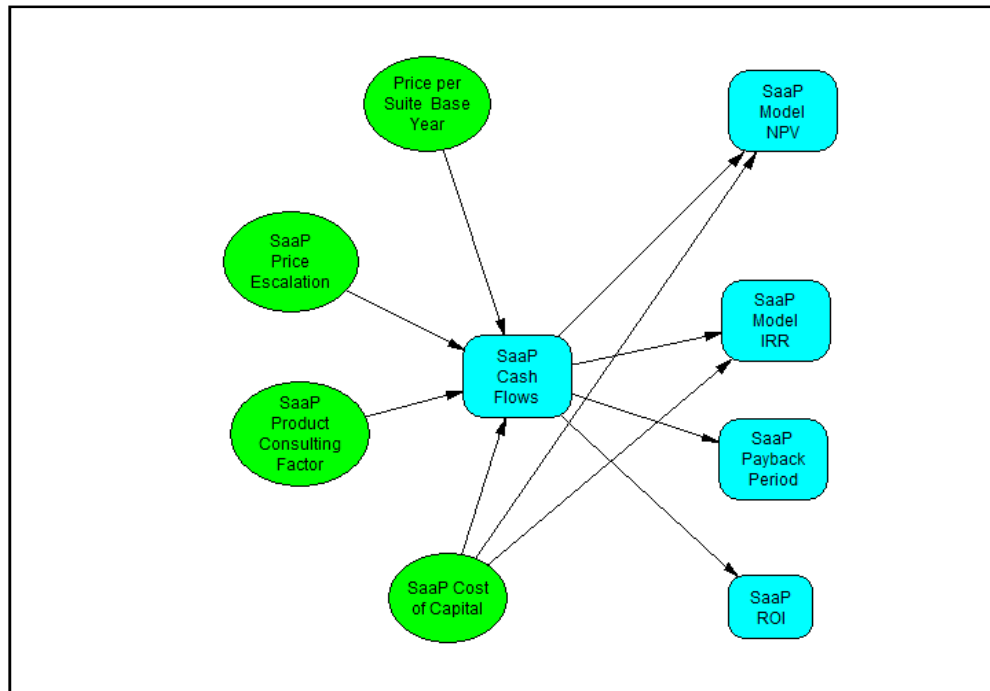 Price per
Suite Base
Year
SaaP
Model
NPV
SaaP
Price
Escalation
SaaP
Model
IRR
SaaP
Cash
Flows
SaaP
Product
Consulting
Factor
SaaP
Payback
Period
SaaP Cost
of Capital
SaaP
ROI